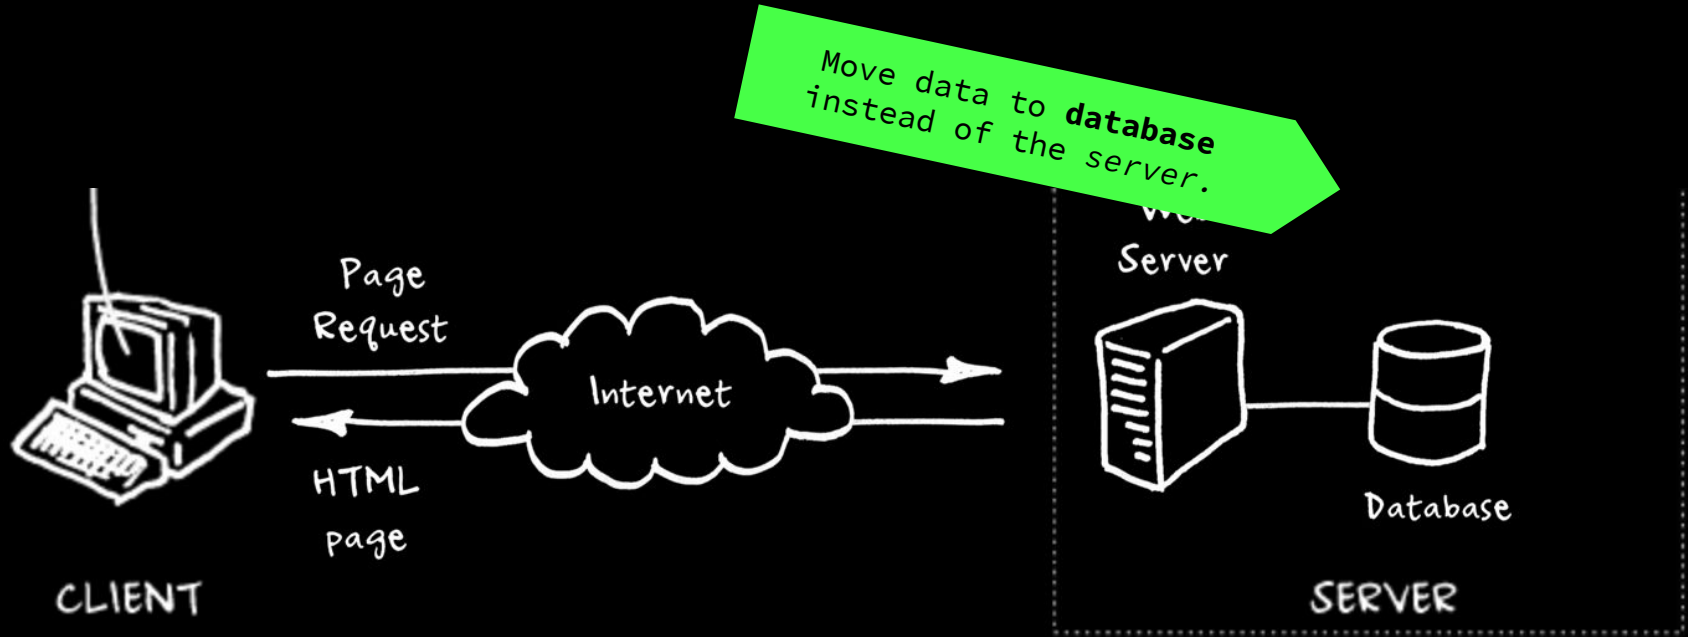 Move data to database
instead of the server.
Server
Page
Request
Internet
HTML
page
Database
CLIENT
SERVER